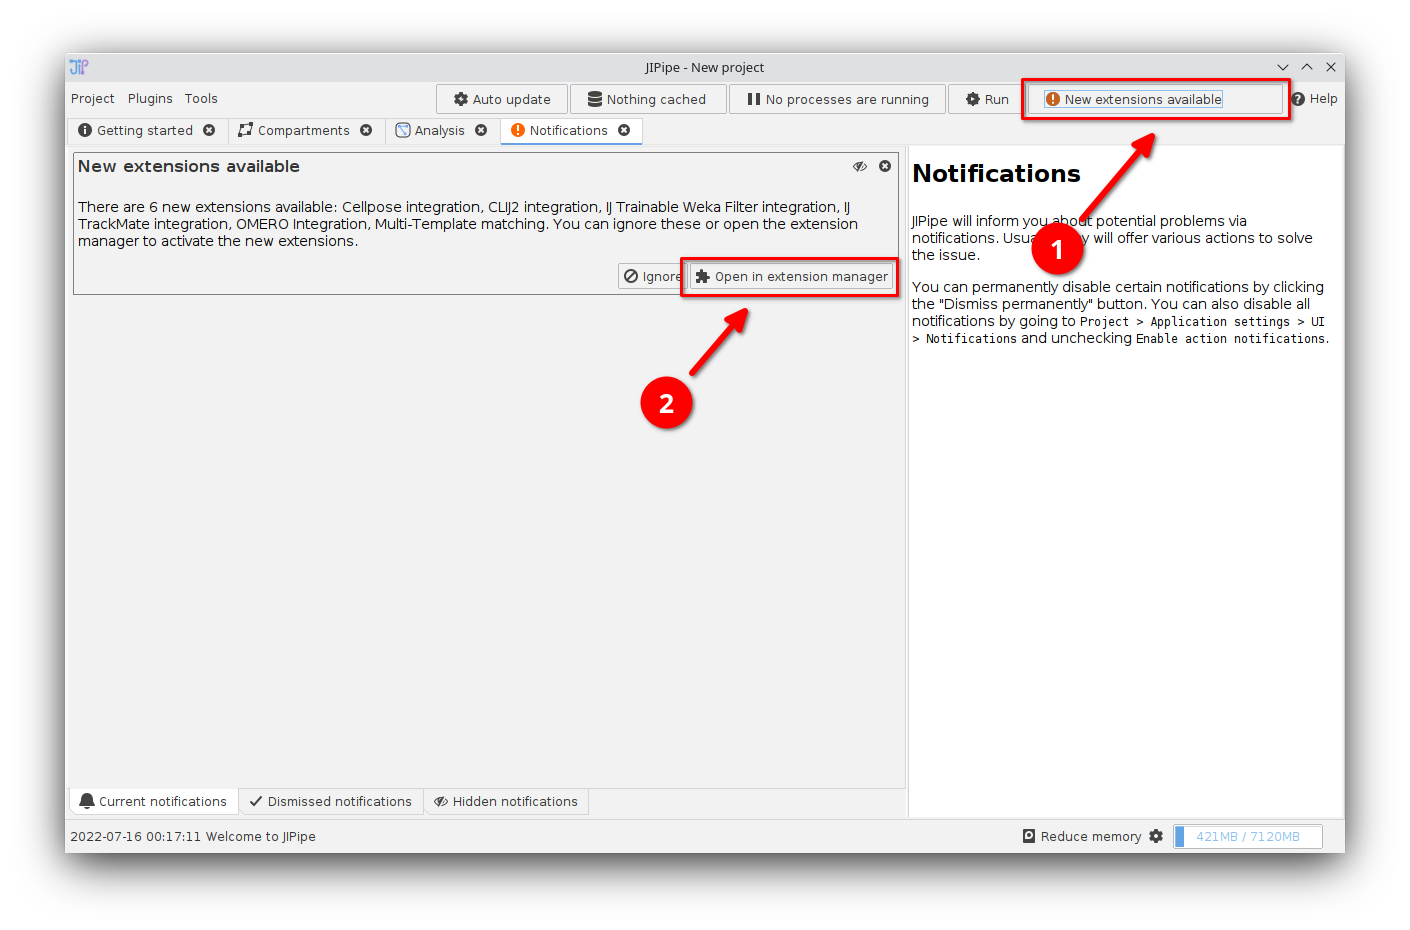 JIPipe - New project
Project Plugins Tools
Auto update
Nothing cached
No processes are running
Run
New extensions available
Help
Getting started
Compartments
Analysis
Notifications
New extensions available
There are 6 new extensions available: Cellpose integration, CLIJ2 integration, IJ Trainable Weka Filter integration, IJ
TrackMate integration, OMERO Integration, Multi-Template matching. You can ignore these or open the extension
manager to activate the new extensions.
Ignore
Open in extension manager
1
2
Notifications
JIPipe will inform you about potential problems via
notifications. will offer various actions to solve
the issue.
You can permanently disable certain notifications by clicking
the "Dismiss permanently" button. You can also disable all
notifications by going to Project > Application settings > UI
> Notifications and unchecking Enable action notifications.
Current notifications
Dismissed notifications
Hidden notifications
2022-07-16 00:17:11 Welcome to JIPipe
Reduce memory
421MB / 7120MB